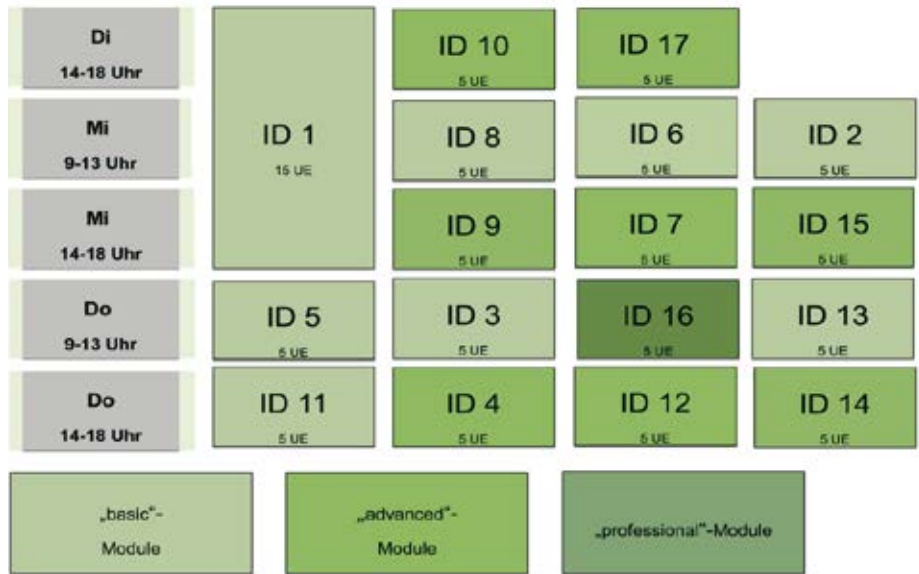 Di
14-18 Uhr
ID 10
5 UE
ID 17
5 UE
Mi
9-13 Uhr
ID 1
15 UE
ID 8
5 UE
ID 6
5 UE
ID 2
5 UE
Mi
14-18 Uhr
ID 9
5 UE
ID 7
5 UE
ID 15
5 UE
Do
9-13 Uhr
ID 5
5 UE
ID 3
5 UE
ID 16
5 UE
ID 13
5 UE
Do
14-18 Uhr
ID 11
5 UE
ID 4
5 UE
ID 12
5 UE
ID 14
5 UE
„basic“-
Module
„advanced“-
Module
„professional“-Module